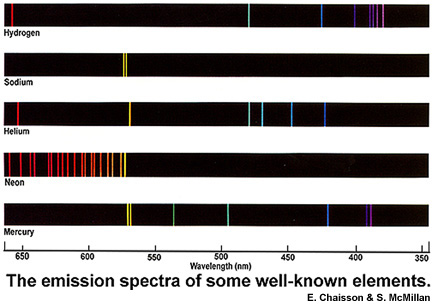 Hydrogen
Sodium
Helium
Neon
Mercury
650 600 550 500 450 400 350
Wavelength (nm)
The emission spectra of some well-known elements.
E. Chaisson & S. McMillan